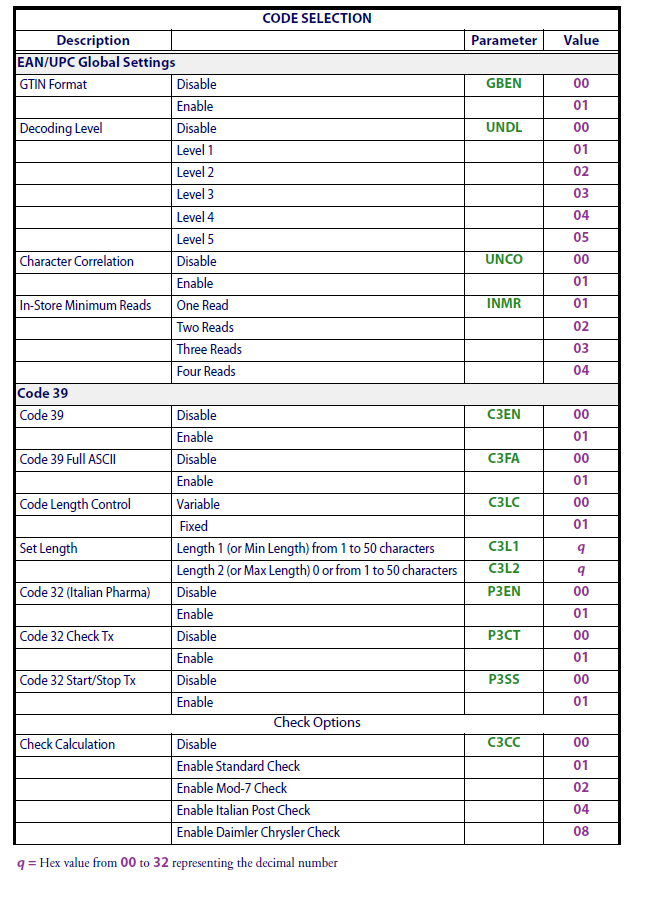 CODE SELECTION
Description Parameter Value
EAN/UPC Global Settings
GTIN Format Disable GBEN 00
Enable 01
Decoding Level Disable UNDL 00
Level 1 01
Level 2 02
Level 3 03
Level 4 04
Level 5 05
Character Correlation Disable UNCO 00
Enable 01
In-Store Minimum Reads One Read INMR 01
Two Reads 02
Three Reads 03
Four Reads 04
Code 39
Code 39 Disable C3EN 00
Enable 01
Code 39 Full ASCII Disable C3FA 00
Enable 01
Code Length Control Variable C3LC 00
Fixed 01
Set Length Length 1 (or Min Length) from 1 to 50 characters C3L1 q
Length 2 (or Max Length) 0 or from 1 to 50 characters C3L2 q
Code 32 (Italian Pharma) Disable P3EN 00
Enable 01
Code 32 Check Tx Disable P3CT 00
Enable 01
Code 32 Start/Stop Tx Disable P3SS 00
Enable 01
Check Options
Check Calculation Disable C3CC 00
Enable Standard Check 01
Enable Mod-7 Check 02
Enable Italian Post Check 04
Enable Daimler Chrysler Check 08
q = Hex value from 00 to 32 representing the decimal number